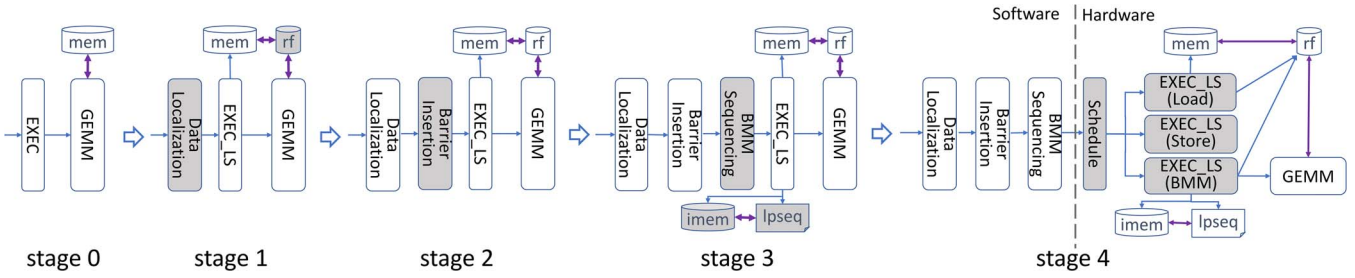 mem
EXEC
GEMM
stage 0
mem
rf
Data
Localization
EXEC_LS
GEMM
stage 1
mem
rf
Data
Localization
Barrier
Insertion
EXEC_LS
GEMM
stage 2
mem
rf
Data
Localization
Barrier
Insertion
BMM
Sequencing
EXEC_LS
GEMM
imem
lpseq
stage 3
Software
Hardware
mem
rf
Data
Localization
Barrier
Insertion
BMM
Sequencing
Schedule
EXEC_LS
(Load)
EXEC_LS
(Store)
EXEC_LS
(BMM)
GEMM
imem
lpseq
stage 4